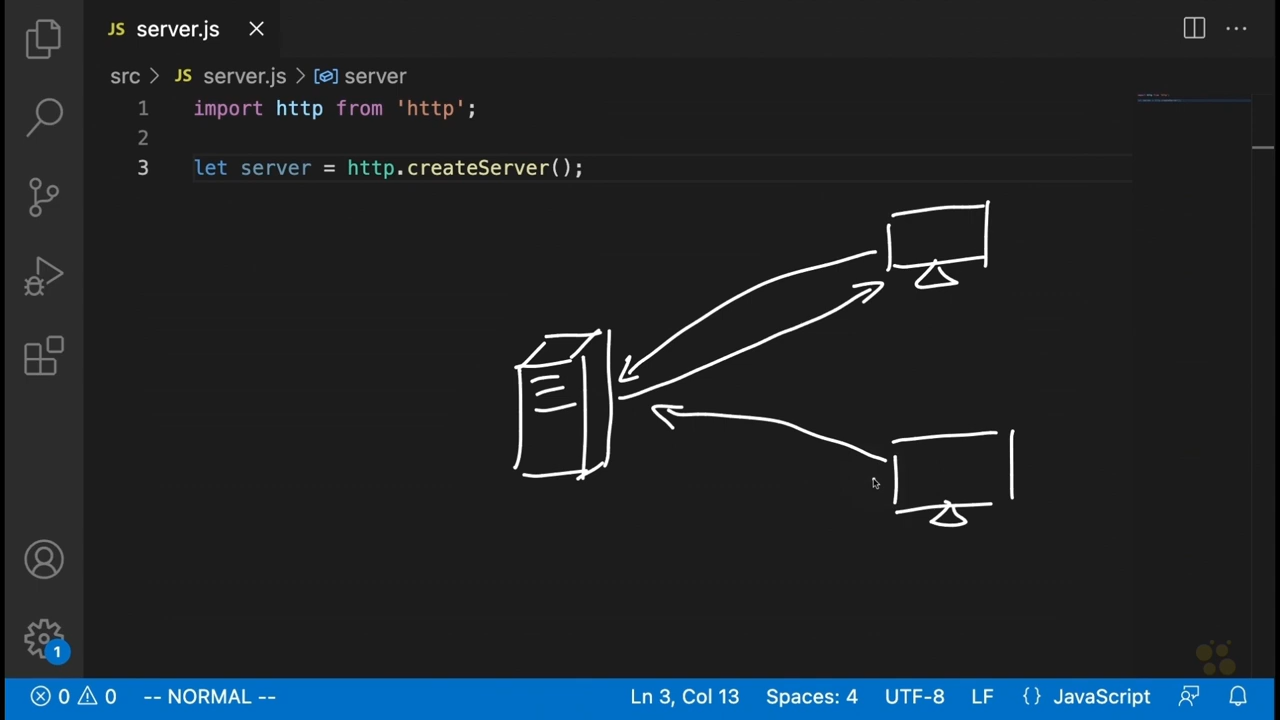 JS server.js
src > JS server.js > server
1 import http from 'http';
2
3 let server = http.createServer();
1
0 0 -- NORMAL -- Ln 3, Col 13 Spaces: 4 UTF-8 LF {} JavaScript